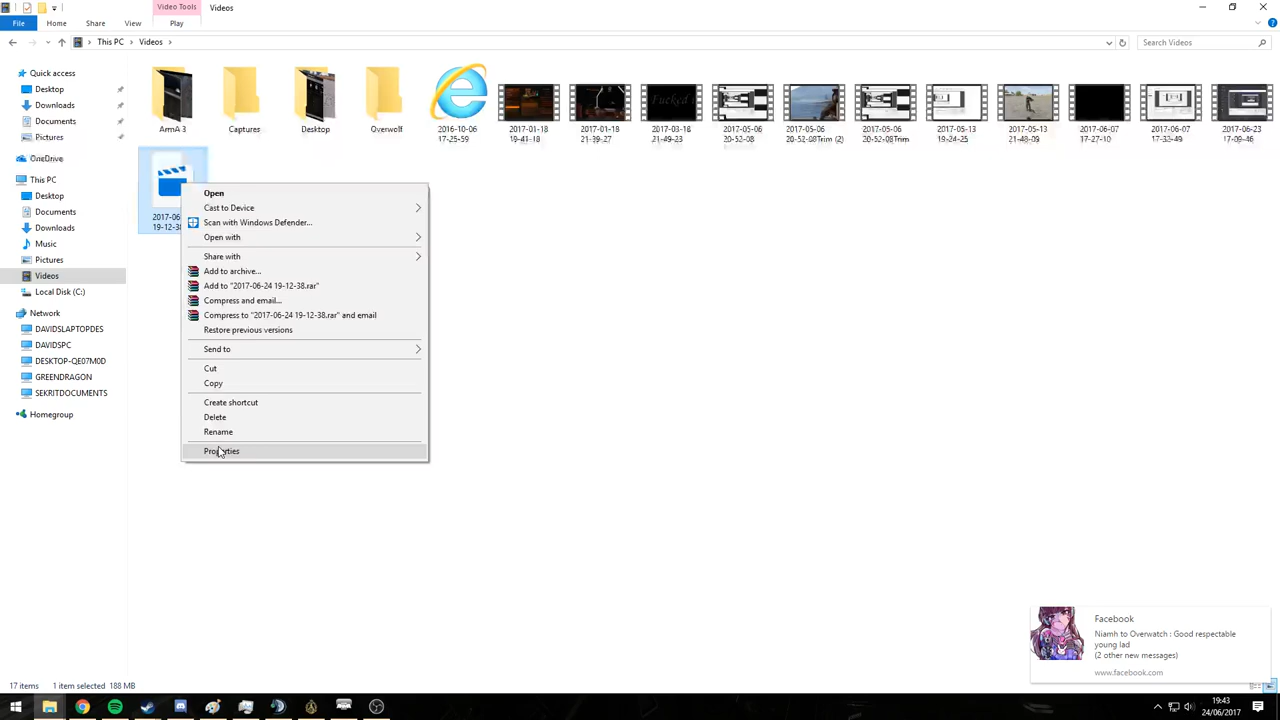 Video Tools
Videos
File
Home
Share
View
Play
This PC
Videos
Search Videos
Quick access
Desktop
Downloads
Documents
Pictures
OneDrive
This PC
Desktop
Documents
Downloads
Music
Pictures
Videos
Local Disk (C:)
Network
DAVIDSLAPTOPDES
DAVIDSPC
DESKTOP-QE07M0D
GREENDRAGON
SEKRITDOCUMENTS
Homegroup
ArmA 3
Captures
Desktop
Overwolf
2016-10-06
17-25-59
2017-01-18
19-41-18
2017-01-18
21-39-27
Fucked
2017-03-18
21-49-23
2017-05-06
20-52-08
2017-05-06
20-52-08Trim (2)
2017-05-06
20-52-08Trim
2017-05-13
19-24-25
2017-05-13
21-48-09
2017-06-07
17-27-10
2017-06-07
17-32-49
2017-06-23
17-09-46
2017-06
19-12-38
Open
Cast to Device
Scan with Windows Defender...
Open with
Share with
Add to archive...
Add to "2017-06-24 19-12-38.rar"
Compress and email...
Compress to "2017-06-24 19-12-38.rar" and email
Restore previous versions
Send to
Cut
Copy
Create shortcut
Delete
Rename
Properties
Facebook
Niamh to Overwatch : Good respectable
young lad
(2 other new messages)
www.facebook.com
17 items
1 item selected 188 MB
19:43
24/06/2017